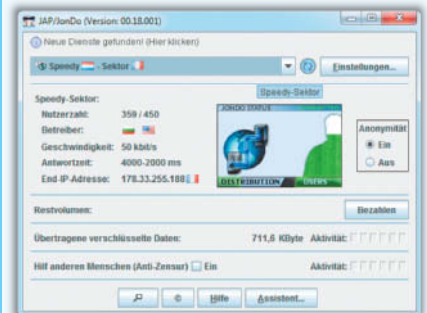 JAP/JonDo (Version: 00.18.001)
Neue Dienste gefunden! (Hier klicken)
Speedy - Sektor
Einstellungen...
Speedy-Sektor
Speedy-Sektor:
Nutzerzahl: 359 / 450
Betreiber:
Geschwindigkeit: 50 kbit/s
Antwortzeit: 4000-2000 ms
End-IP-Adresse: 178.33.255.188
JONDO STATUS
DISTRIBUTION USERS
Anonymität
Ein
Aus
Restvolumen: Bezahlen
Übertragene verschlüsselte Daten: 711,6 KByte Aktivität:
Hilf anderen Menschen (Anti-Zensur) Ein Aktivität:
© Hilfe Assistent...